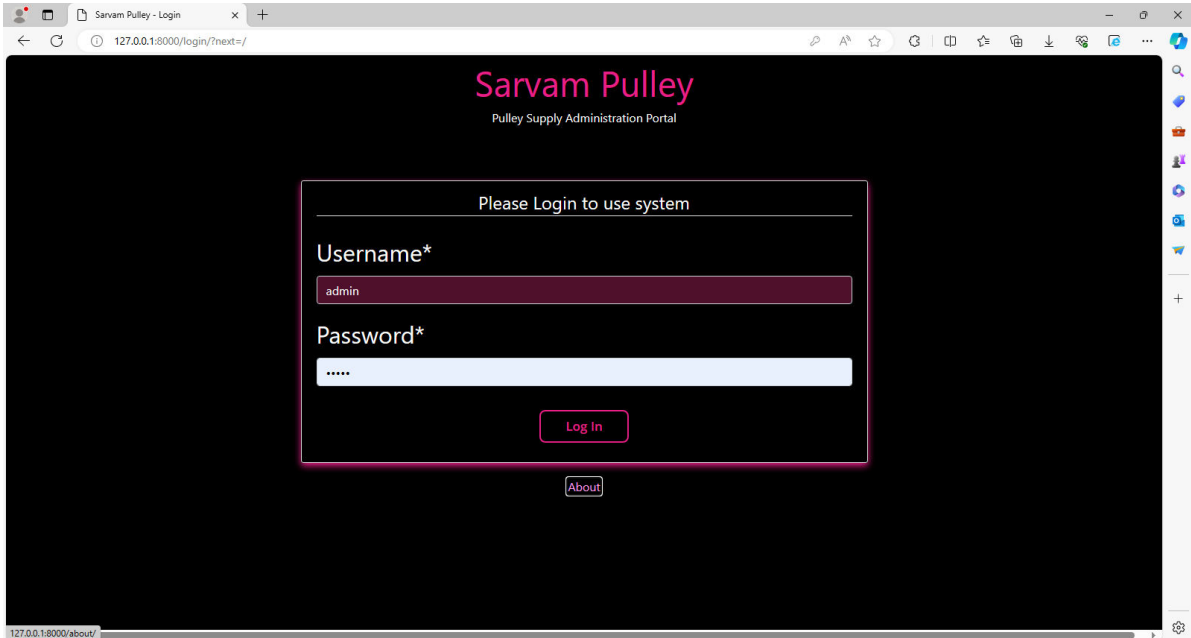 Sarvam Pulley - Login
127.0.0.1:8000/login/?next=/
Sarvam Pulley
Pulley Supply Administration Portal
Please Login to use system
Username*
admin
Password*
•••••
Log In
About
127.0.0.1:8000/about/